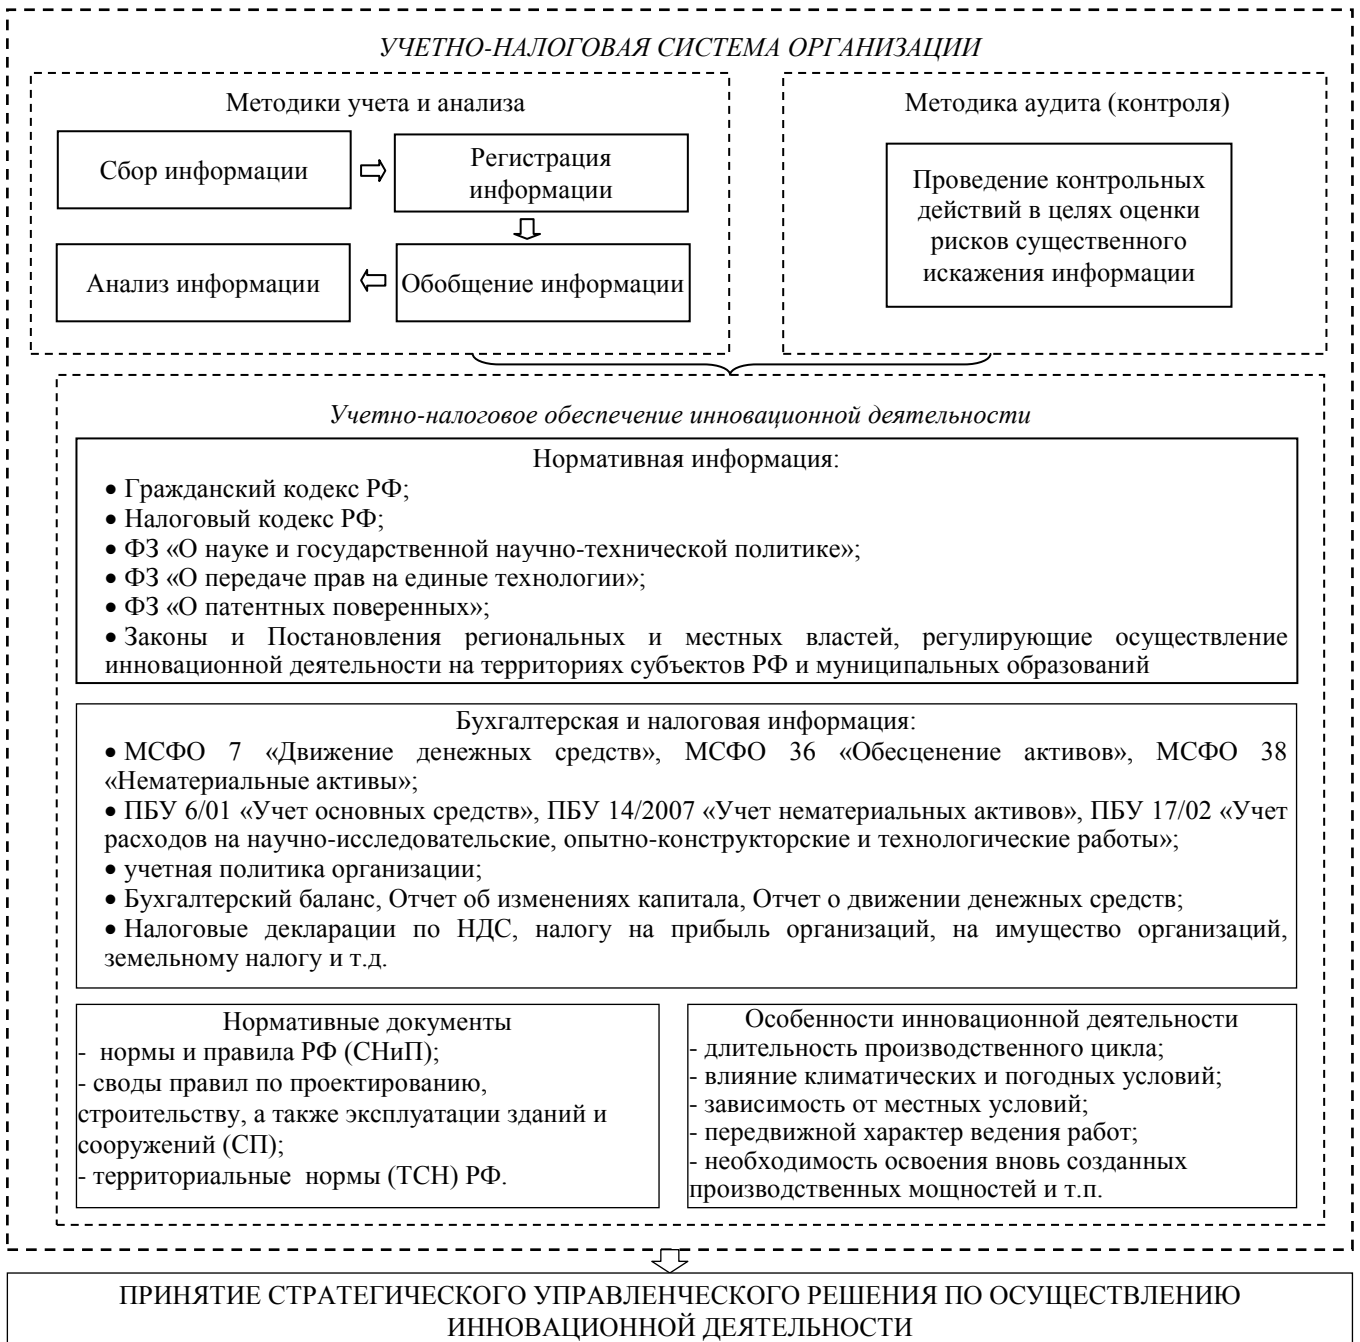 УЧЕТНО-НАЛОГОВАЯ СИСТЕМА ОРГАНИЗАЦИИ
Методики учета и анализа
Сбор информации
Регистрация
информации
Анализ информации
Обобщение информации
Методика аудита (контроля)
Проведение контрольных
действий в целях оценки
рисков существенного
искажения информации
Учетно-налоговое обеспечение инновационной деятельности
Нормативная информация:
• Гражданский кодекс РФ;
• Налоговый кодекс РФ;
• ФЗ «О науке и государственной научно-технической политике»;
• ФЗ «О передаче прав на единые технологии»;
• ФЗ «О патентных поверенных»;
• Законы и Постановления региональных и местных властей, регулирующие осуществление
инновационной деятельности на территориях субъектов РФ и муниципальных образований
Бухгалтерская и налоговая информация:
• МСФО 7 «Движение денежных средств», МСФО 36 «Обесценение активов», МСФО 38
«Нематериальные активы»;
• ПБУ 6/01 «Учет основных средств», ПБУ 14/2007 «Учет нематериальных активов», ПБУ 17/02 «Учет
расходов на научно-исследовательские, опытно-конструкторские и технологические работы»;
• учетная политика организации;
• Бухгалтерский баланс, Отчет об изменениях капитала, Отчет о движении денежных средств;
• Налоговые декларации по НДС, налогу на прибыль организаций, на имущество организаций,
земельному налогу и т.д.
Нормативные документы
- нормы и правила РФ (СНиП);
- своды правил по проектированию,
строительству, а также эксплуатации зданий и
сооружений (СП);
- территориальные нормы (ТСН) РФ.
Особенности инновационной деятельности
- длительность производственного цикла;
- влияние климатических и погодных условий;
- зависимость от местных условий;
- передвижной характер ведения работ;
- необходимость освоения вновь созданных
производственных мощностей и т.п.
ПРИНЯТИЕ СТРАТЕГИЧЕСКОГО УПРАВЛЕНЧЕСКОГО РЕШЕНИЯ ПО ОСУЩЕСТВЛЕНИЮ
ИННОВАЦИОННОЙ ДЕЯТЕЛЬНОСТИ